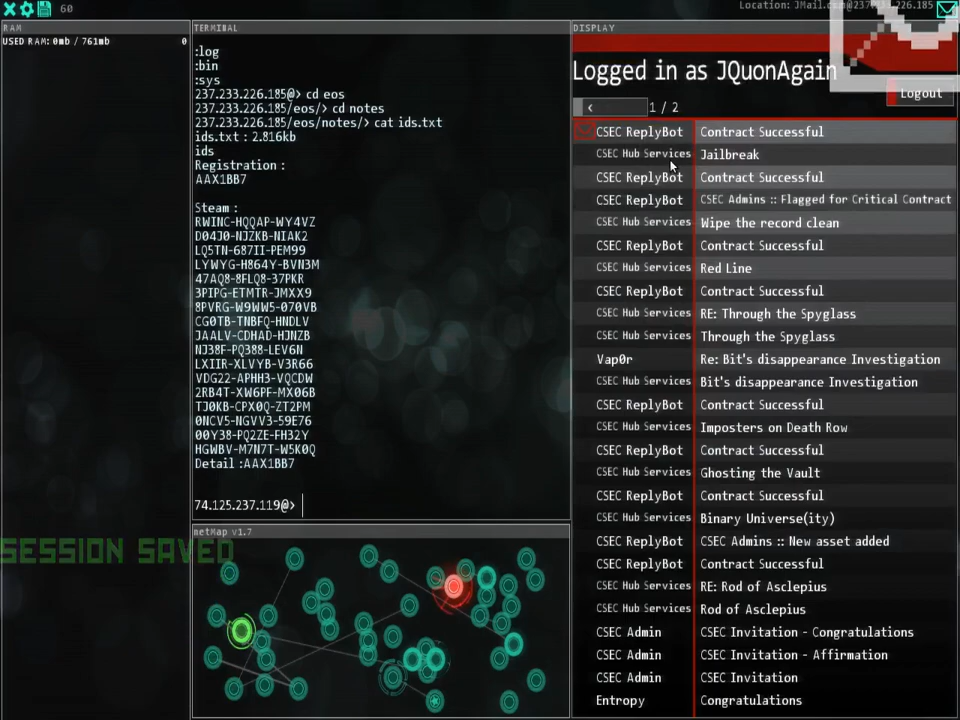 60
Location: JMail.com@237.233.226.185
RAM
USED RAM: 0mb / 761mb 0
TERMINAL
:log
:bin
:sys
237.233.226.185@> cd eos
237.233.226.185/eos/> cd notes
237.233.226.185/eos/notes/> cat ids.txt
ids.txt : 2.816kb
ids
Registration :
AAX1BB7
Steam :
RWINC-HQQAP-WY4VZ
D04J0-NJZKB-NIAK2
LQ5TN-687II-PEM99
LYWYG-H864Y-BVN3M
47AQ8-8FLQ8-37PKR
3PIPG-ETMTR-JMXX9
8PVRG-W9WW5-070VB
CG0TB-TNBFQ-HNDLV
JAALV-CDHAD-HJNZB
NJ38F-PQ388-LEV6N
LXIIR-XLVYB-V3R66
VDG22-APHH3-VQCDW
2RB4T-XW6PF-MX06B
TJ0KB-CPX0Q-ZT2PM
0NCV5-NGVV3-59E76
00Y38-PQ2ZE-FH32Y
HGWBV-M7N7T-W5K0Q
Detail :AAX1BB7
74.125.237.119@>
netMap v1.7
SESSION SAVED
DISPLAY
Logged in as JQuonAgain
Logout
< 1 / 2
CSEC ReplyBot Contract Successful
CSEC Hub Services Jailbreak
CSEC ReplyBot Contract Successful
CSEC ReplyBot CSEC Admins :: Flagged for Critical Contract
CSEC Hub Services Wipe the record clean
CSEC ReplyBot Contract Successful
CSEC Hub Services Red Line
CSEC ReplyBot Contract Successful
CSEC Hub Services RE: Through the Spyglass
CSEC Hub Services Through the Spyglass
Vap0r Re: Bit's disappearance Investigation
CSEC Hub Services Bit's disappearance Investigation
CSEC ReplyBot Contract Successful
CSEC Hub Services Imposters on Death Row
CSEC ReplyBot Contract Successful
CSEC Hub Services Ghosting the Vault
CSEC ReplyBot Contract Successful
CSEC Hub Services Binary Universe(ity)
CSEC ReplyBot CSEC Admins :: New asset added
CSEC ReplyBot Contract Successful
CSEC Hub Services RE: Rod of Asclepius
CSEC Hub Services Rod of Asclepius
CSEC Admin CSEC Invitation - Congratulations
CSEC Admin CSEC Invitation - Affirmation
CSEC Admin CSEC Invitation
Entropy Congratulations